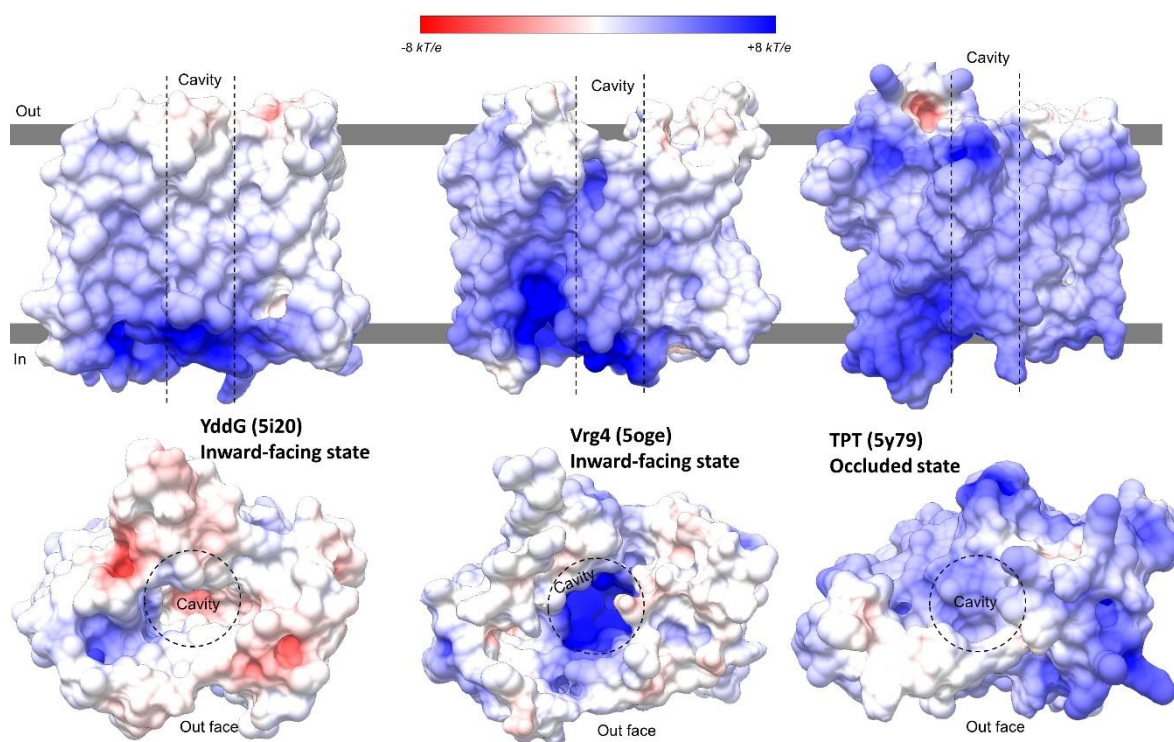 -8 kT/e
+8 kT/e
Cavity
Cavity
Cavity
Out
In
YddG (5i20)
Inward-facing state
Vrg4 (5oge)
Inward-facing state
TPT (5y79)
Occluded state
Cavity
Cavity
Cavity
Out face
Out face
Out face